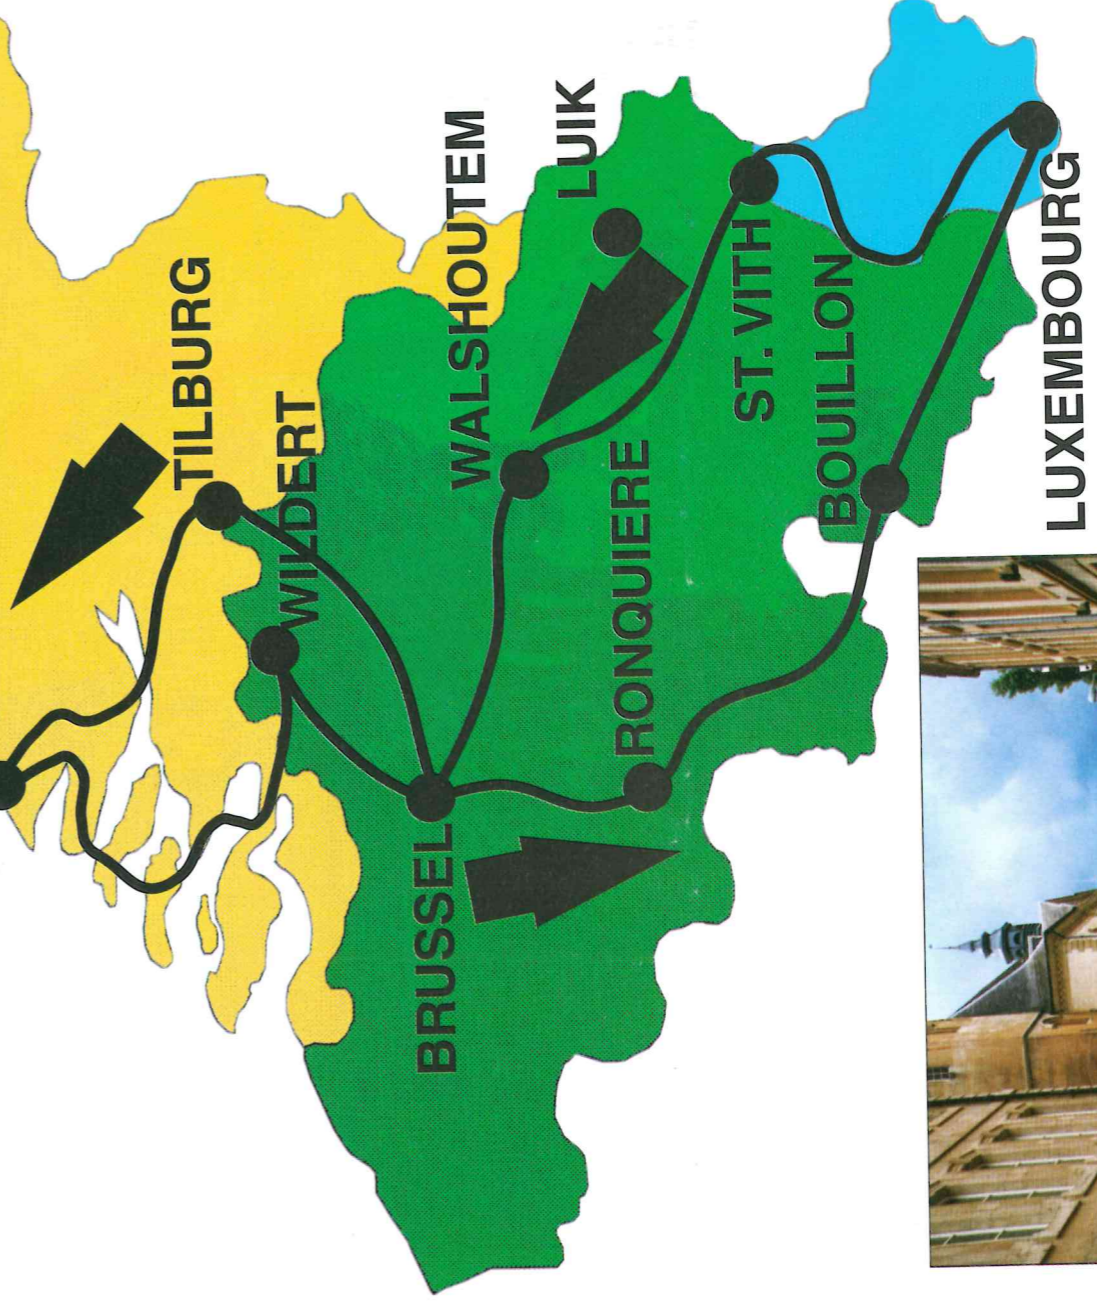 TILBURG
WILDERT
WALSHOUTEM
LUIK
BRUSSEL
RONQUIERE
ST. VITH
BOUILLON
LUXEMBOURG